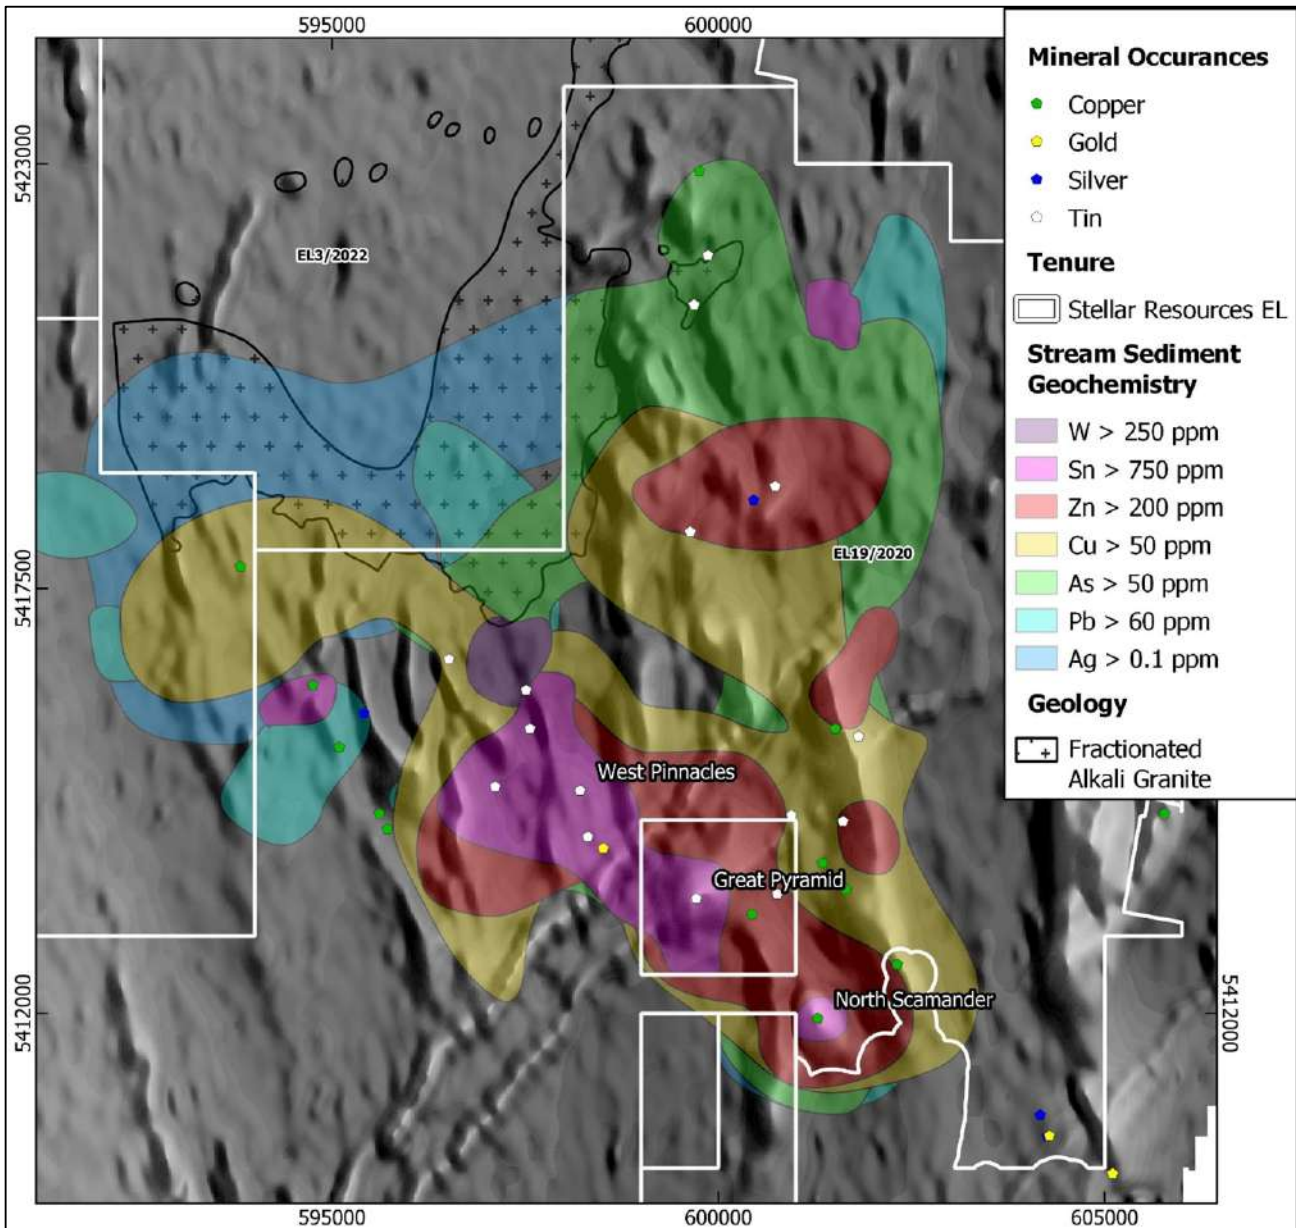 595000
600000
Mineral Occurances
Copper
Gold
Silver
Tin
Tenure
Stellar Resources EL
Stream Sediment
Geochemistry
W > 250 ppm
Sn > 750 ppm
Zn > 200 ppm
Cu > 50 ppm
As > 50 ppm
Pb > 60 ppm
Ag > 0.1 ppm
Geology
Fractionated
Alkali Granite
5423000
EL3/2022
EL19/2020
5417500
West Pinnacles
Great Pyramid
North Scamander
5412000
5412000
595000
600000
605000